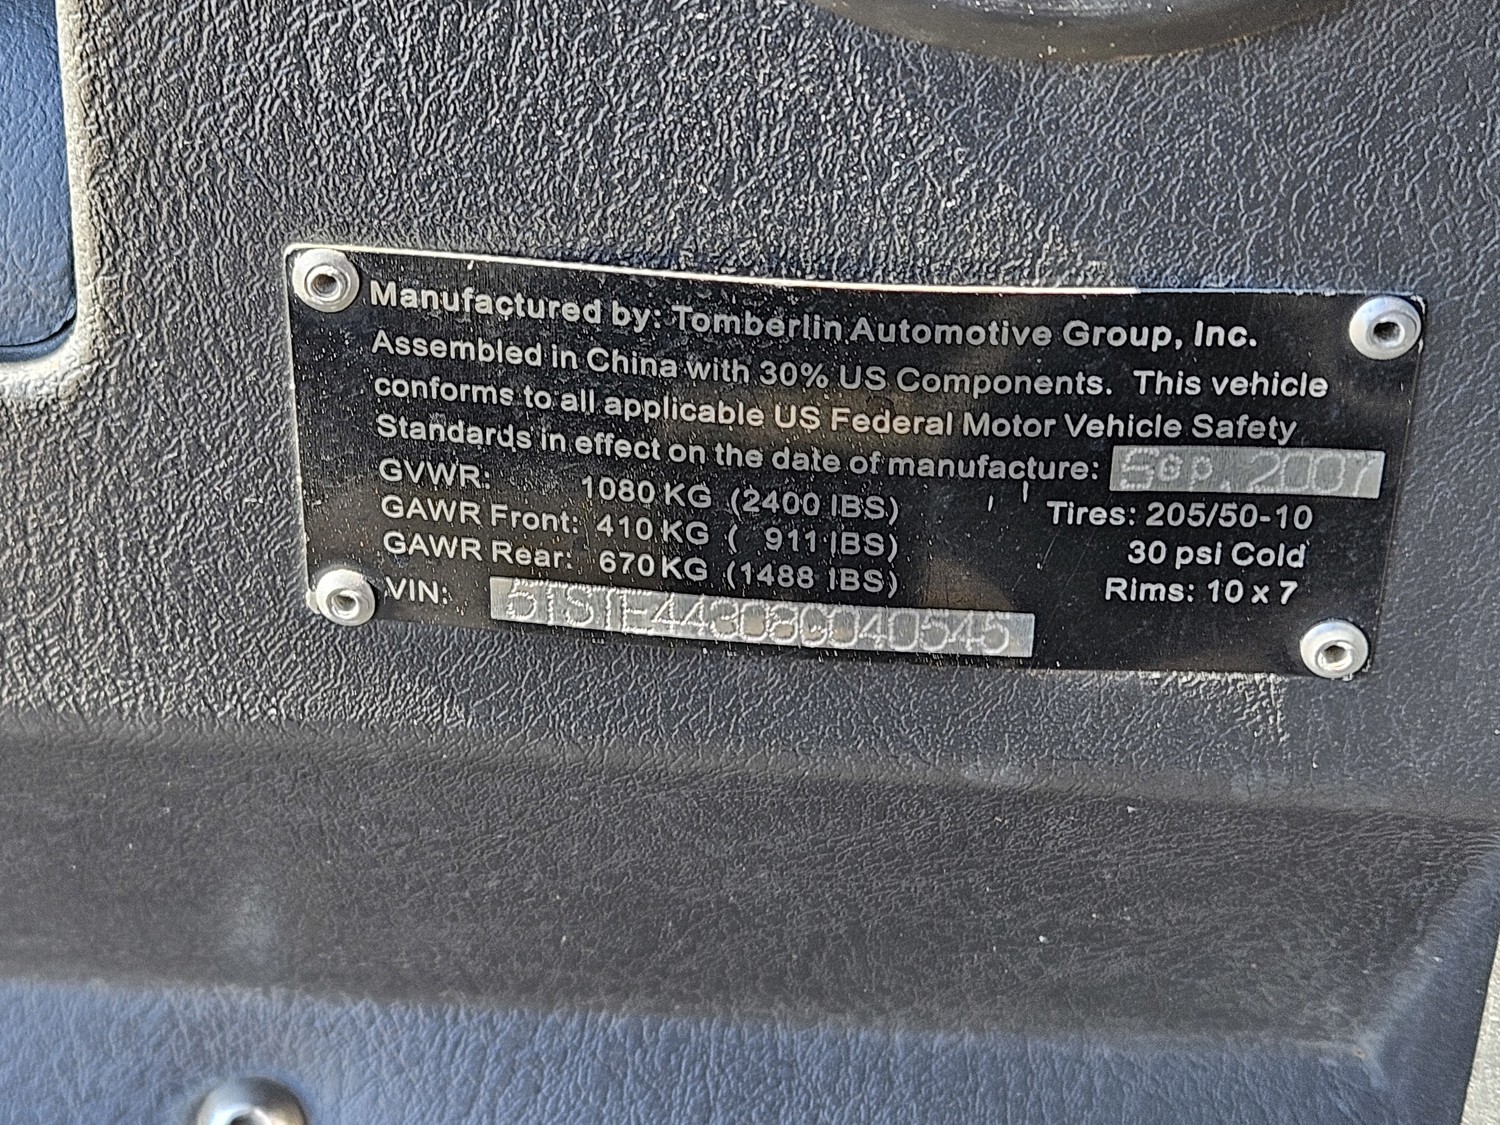 Manufactured by: Tomberlin Automotive Group, Inc.
Assembled in China with 30% US Components. This vehicle
conforms to all applicable US Federal Motor Vehicle Safety
Standards in effect on the date of manufacture: Sep. 2007
GVWR: 1080 KG (2400 IBS) Tires: 205/50-10
GAWR Front: 410 KG ( 911 IBS) 30 psi Cold
GAWR Rear: 670 KG (1488 IBS) Rims: 10 x 7
VIN: 5TSTE44308G040545